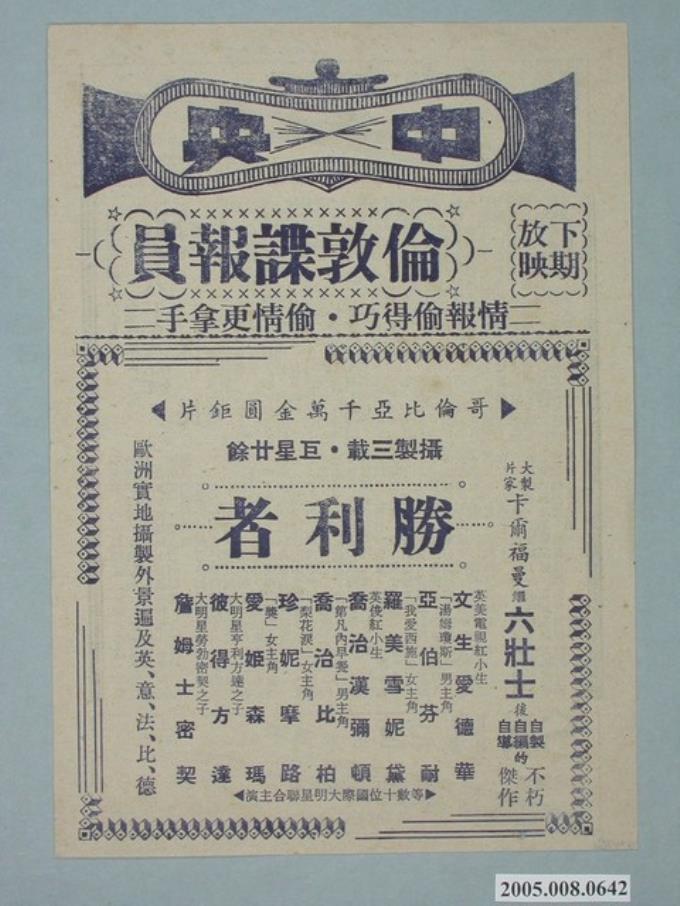 中央
下期放映
倫敦諜報員
情報偷得巧・偷情更拿手
哥倫比亞千萬金圓鉅片
攝製三載・巨星廿餘
勝利者
大製片家卡爾福曼繼六壯士後
自製自編自導的不朽傑作
英美電視紅小生
文生愛德華
「湯姆瓊斯」男主角
亞伯芬耐
「我愛西施」女主角
羅美雪妮黛
英俊紅小生
喬治漢彌頓
「第凡內早餐」男主角
喬治比柏
「梨花淚」女主角
珍妮摩路
「獎」女主角
愛姬森瑪
大明星亨利方達之子
彼得方達
大明星勞勃密契之子
詹姆士密契
等數十位國際大明星聯合主演
歐洲實地攝製外景遍及英、意、法、比、德
2005.008.0642